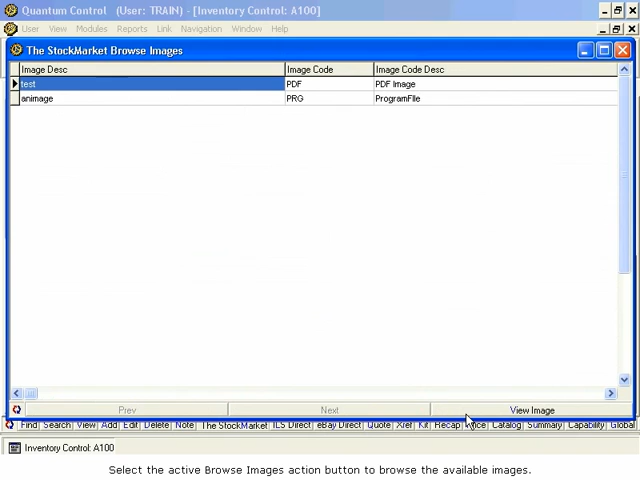 Quantum Control (User: TRAIN) - [Inventory Control: A100]
User View Modules Reports Link Navigation Window Help
The StockMarket Browse Images
Image Desc Image Code Image Code Desc
test PDF PDF Image
animage PRG ProgramFIle
Prev Next View Image
Find Search View Add Edit Delete Note The StockMarket ILS Direct eBay Direct Quote Xref Kit Recap Price Catalog Summary Capability Global
Inventory Control: A100
Select the active Browse Images action button to browse the available images.